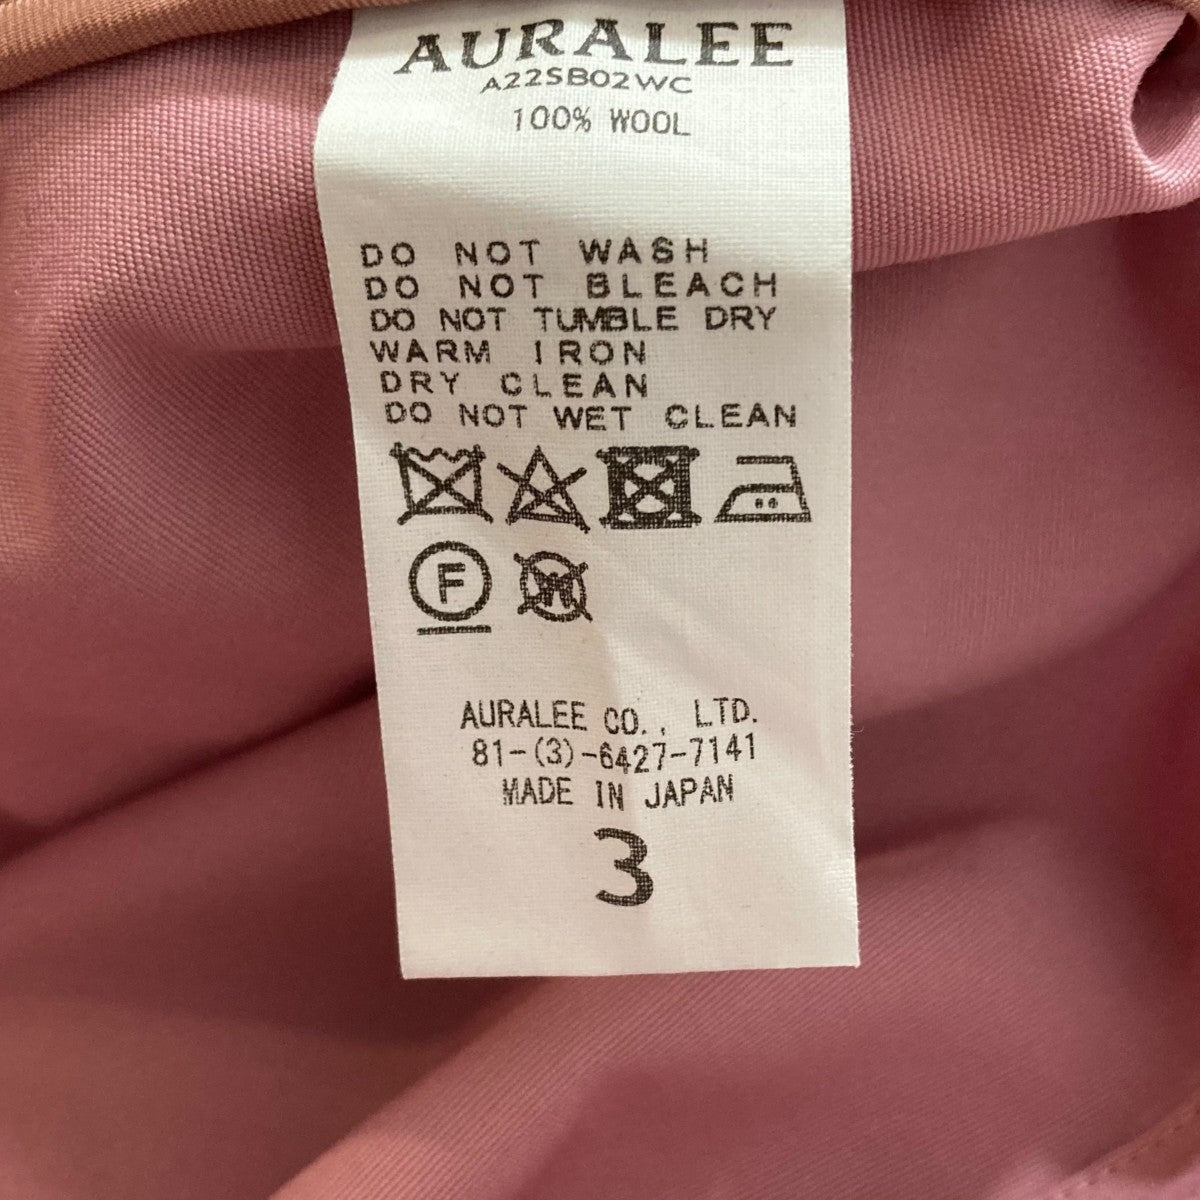 AURALEE
A22SB02WC
100% WOOL
DO NOT WASH
DO NOT BLEACH
DO NOT TUMBLE DRY
WARM IRON
DRY CLEAN
DO NOT WET CLEAN
F W
AURALEE CO., LTD.
81-(3)-6427-7141
MADE IN JAPAN
3